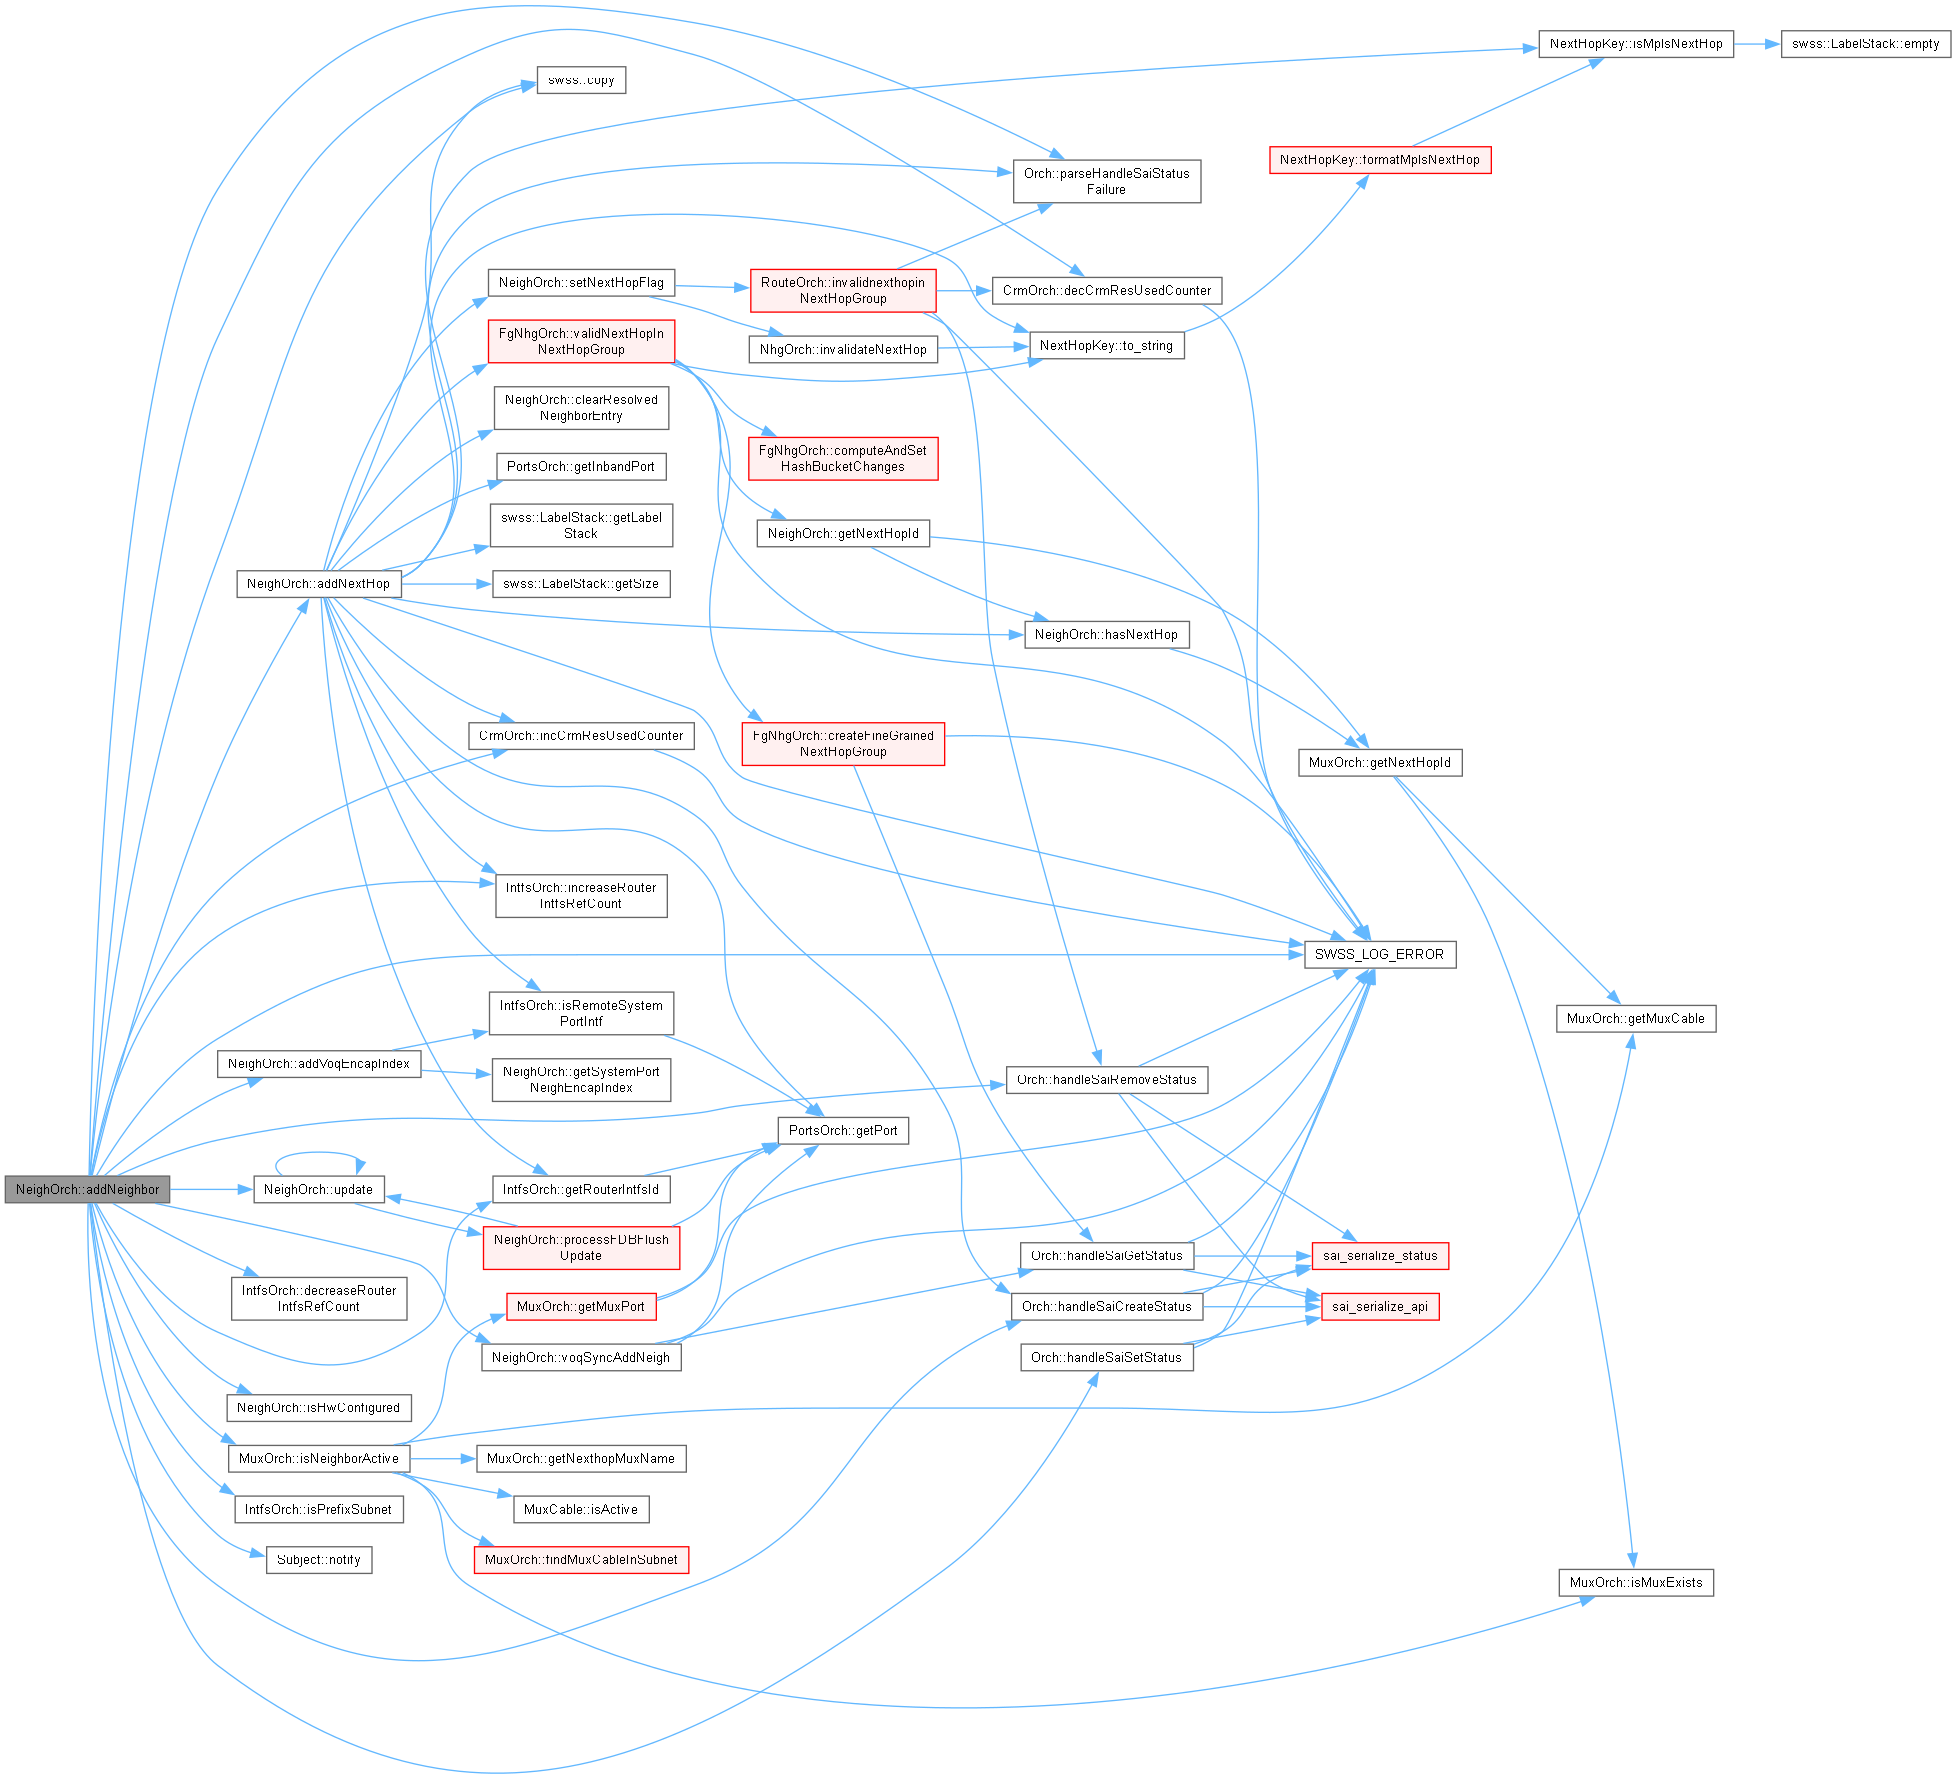 NeighOrch::addNeighbor
NeighOrch::addNextHop
NeighOrch::addVoqEncapIndex
NeighOrch::update
IntfsOrch::decreaseRouter
IntfsRefCount
NeighOrch::isHwConfigured
MuxOrch::isNeighborActive
IntfsOrch::isPrefixSubnet
Subject::notify
swss::copy
NeighOrch::setNextHopFlag
FgNhgOrch::validNextHopIn
NextHopGroup
NeighOrch::clearResolved
NeighborEntry
PortsOrch::getInbandPort
swss::LabelStack::getLabel
Stack
swss::LabelStack::getSize
CrmOrch::incCrmResUsedCounter
IntfsOrch::increaseRouter
IntfsRefCount
IntfsOrch::isRemoteSystem
PortIntf
NeighOrch::getSystemPort
NeighEncapIndex
IntfsOrch::getRouterIntfsId
NeighOrch::processFDBFlush
Update
MuxOrch::getMuxPort
NeighOrch::voqSyncAddNeigh
MuxOrch::getNexthopMuxName
MuxCable::isActive
MuxOrch::findMuxCableInSubnet
RouteOrch::invalidnexthopin
NextHopGroup
NhgOrch::invalidateNextHop
FgNhgOrch::computeAndSet
HashBucketChanges
NeighOrch::getNextHopId
FgNhgOrch::createFineGrained
NextHopGroup
PortsOrch::getPort
Orch::parseHandleSaiStatus
Failure
CrmOrch::decCrmResUsedCounter
NextHopKey::to_string
NeighOrch::hasNextHop
Orch::handleSaiRemoveStatus
Orch::handleSaiGetStatus
Orch::handleSaiCreateStatus
Orch::handleSaiSetStatus
NextHopKey::formatMplsNextHop
MuxOrch::getNextHopId
SWSS_LOG_ERROR
sai_serialize_status
sai_serialize_api
NextHopKey::isMplsNextHop
MuxOrch::getMuxCable
MuxOrch::isMuxExists
swss::LabelStack::empty